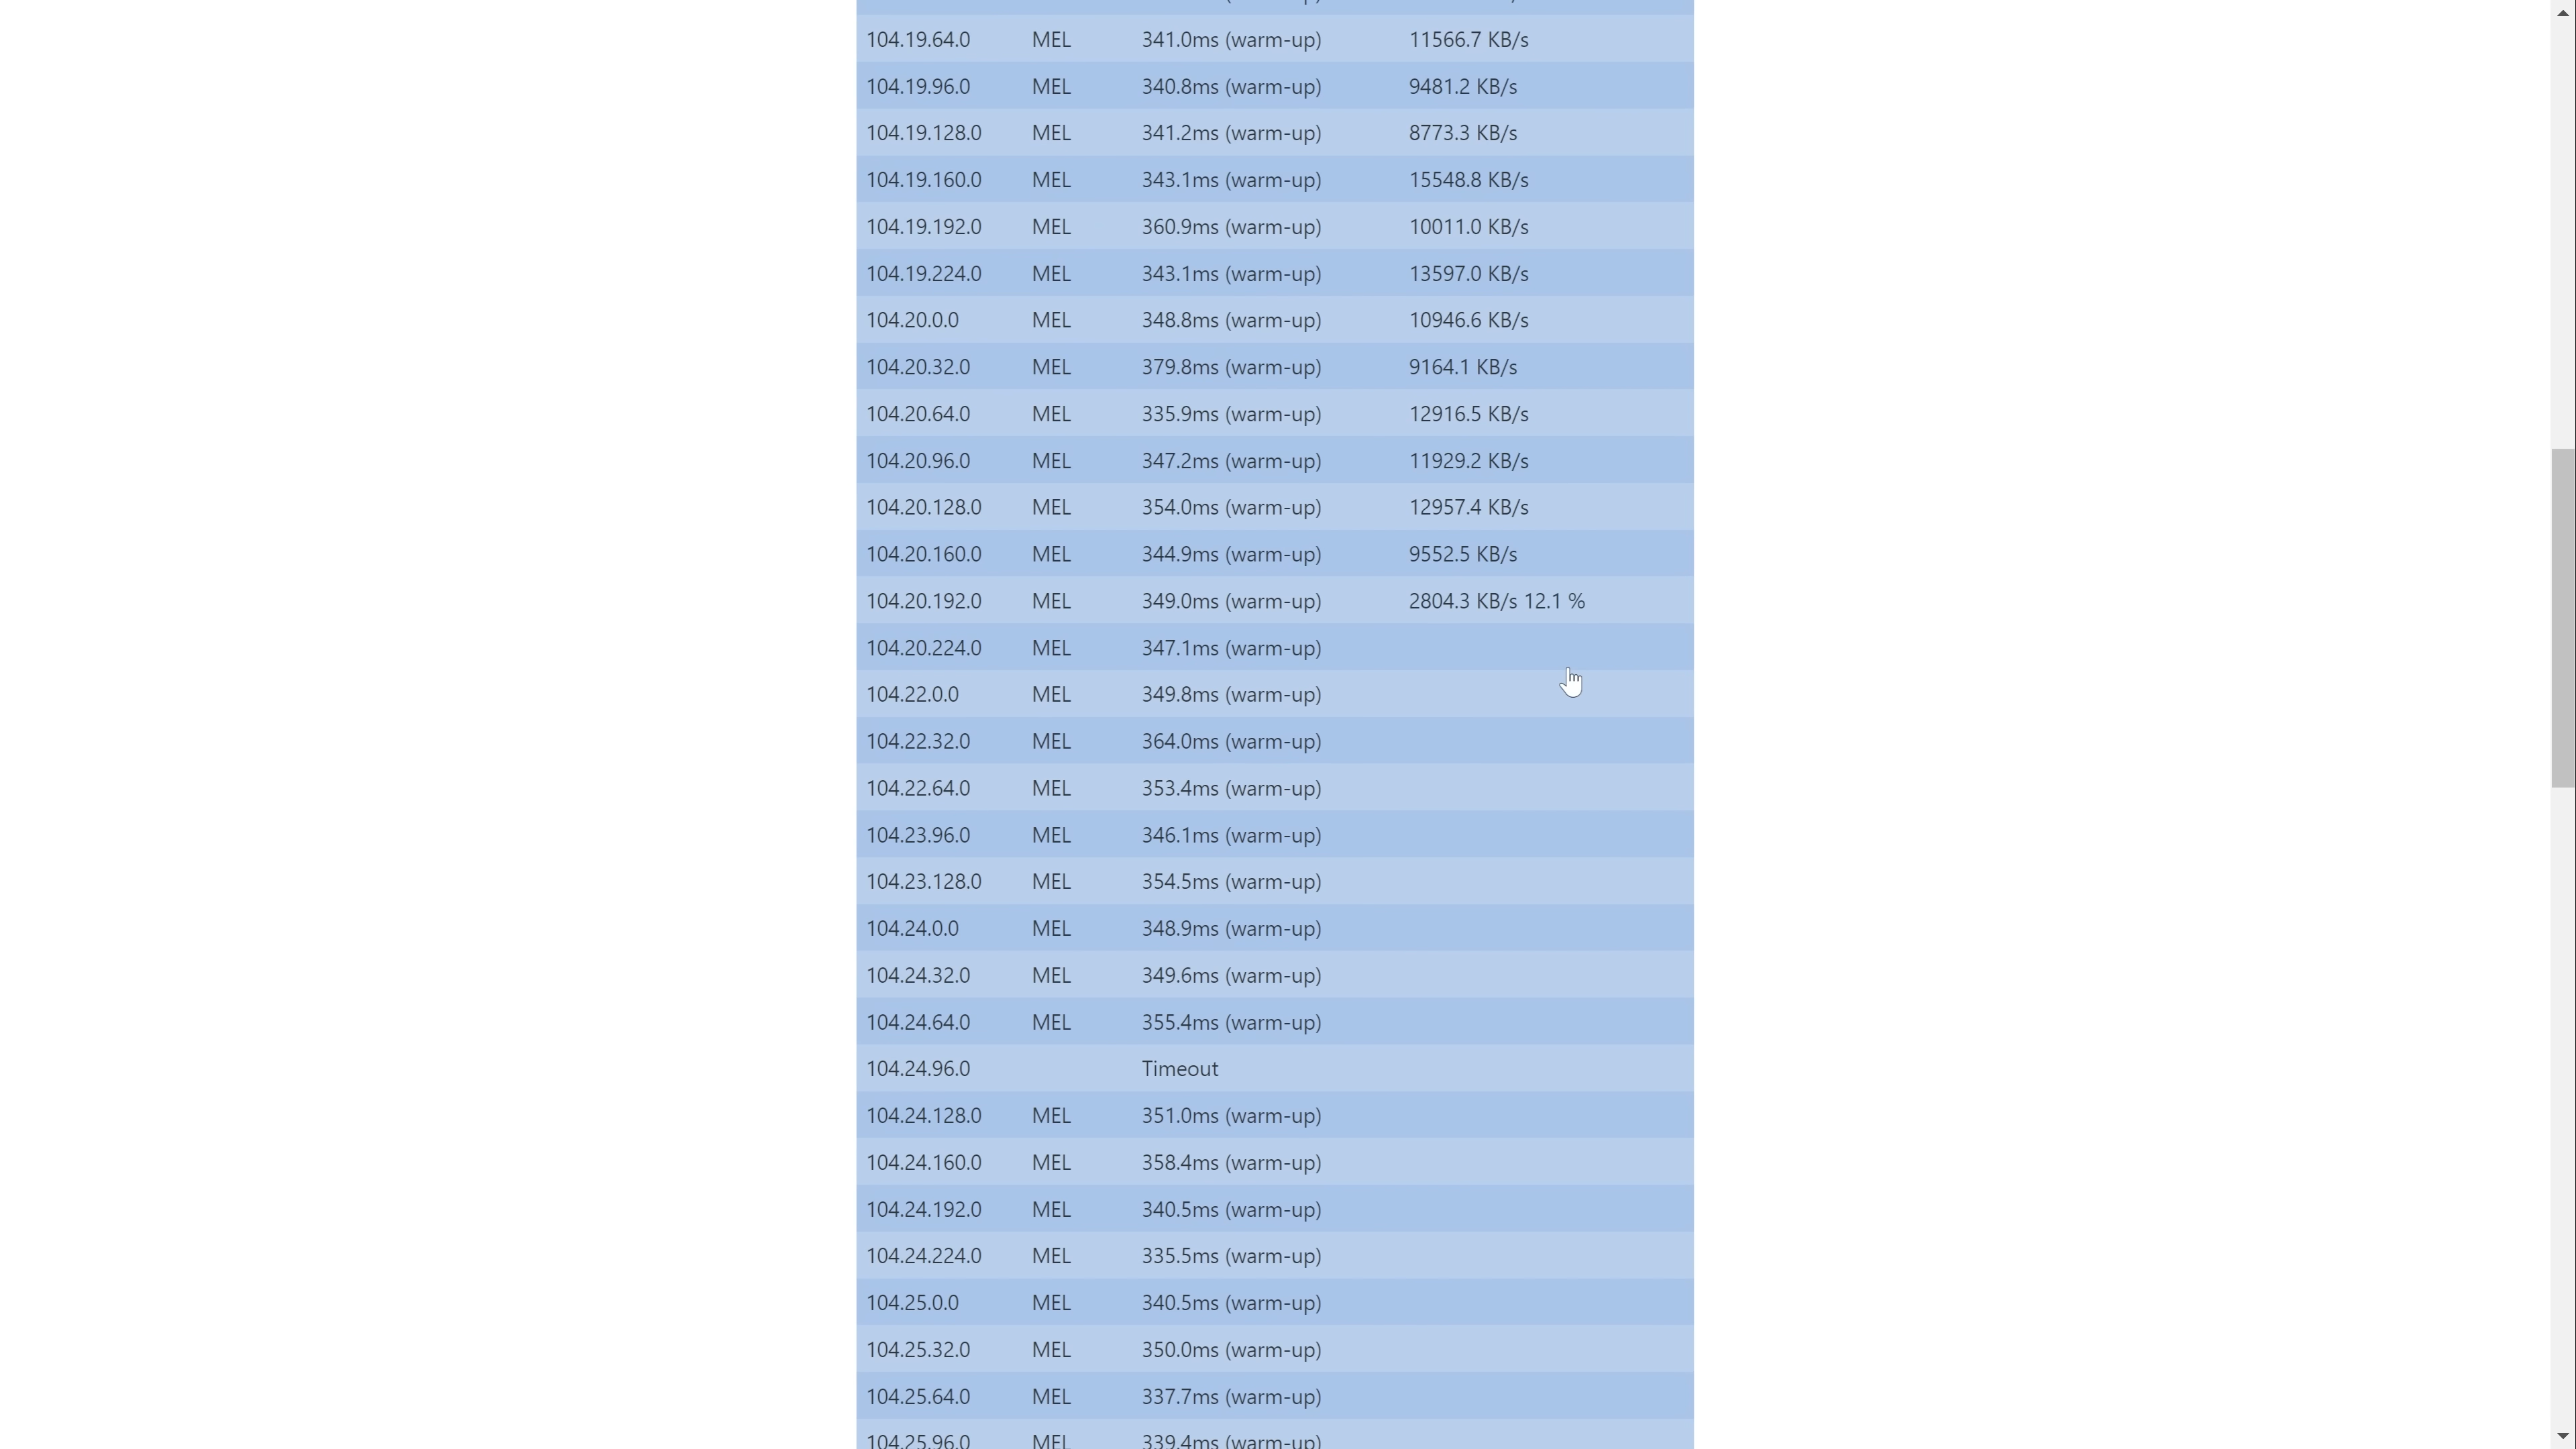 104.19.64.0 MEL 341.0ms (warm-up) 11566.7 KB/s
104.19.96.0 MEL 340.8ms (warm-up) 9481.2 KB/s
104.19.128.0 MEL 341.2ms (warm-up) 8773.3 KB/s
104.19.160.0 MEL 343.1ms (warm-up) 15548.8 KB/s
104.19.192.0 MEL 360.9ms (warm-up) 10011.0 KB/s
104.19.224.0 MEL 343.1ms (warm-up) 13597.0 KB/s
104.20.0.0 MEL 348.8ms (warm-up) 10946.6 KB/s
104.20.32.0 MEL 379.8ms (warm-up) 9164.1 KB/s
104.20.64.0 MEL 335.9ms (warm-up) 12916.5 KB/s
104.20.96.0 MEL 347.2ms (warm-up) 11929.2 KB/s
104.20.128.0 MEL 354.0ms (warm-up) 12957.4 KB/s
104.20.160.0 MEL 344.9ms (warm-up) 9552.5 KB/s
104.20.192.0 MEL 349.0ms (warm-up) 2804.3 KB/s 12.1 %
104.20.224.0 MEL 347.1ms (warm-up)
104.22.0.0 MEL 349.8ms (warm-up)
104.22.32.0 MEL 364.0ms (warm-up)
104.22.64.0 MEL 353.4ms (warm-up)
104.23.96.0 MEL 346.1ms (warm-up)
104.23.128.0 MEL 354.5ms (warm-up)
104.24.0.0 MEL 348.9ms (warm-up)
104.24.32.0 MEL 349.6ms (warm-up)
104.24.64.0 MEL 355.4ms (warm-up)
104.24.96.0 Timeout
104.24.128.0 MEL 351.0ms (warm-up)
104.24.160.0 MEL 358.4ms (warm-up)
104.24.192.0 MEL 340.5ms (warm-up)
104.24.224.0 MEL 335.5ms (warm-up)
104.25.0.0 MEL 340.5ms (warm-up)
104.25.32.0 MEL 350.0ms (warm-up)
104.25.64.0 MEL 337.7ms (warm-up)
104.25.96.0 MEL 339.4ms (warm-up)